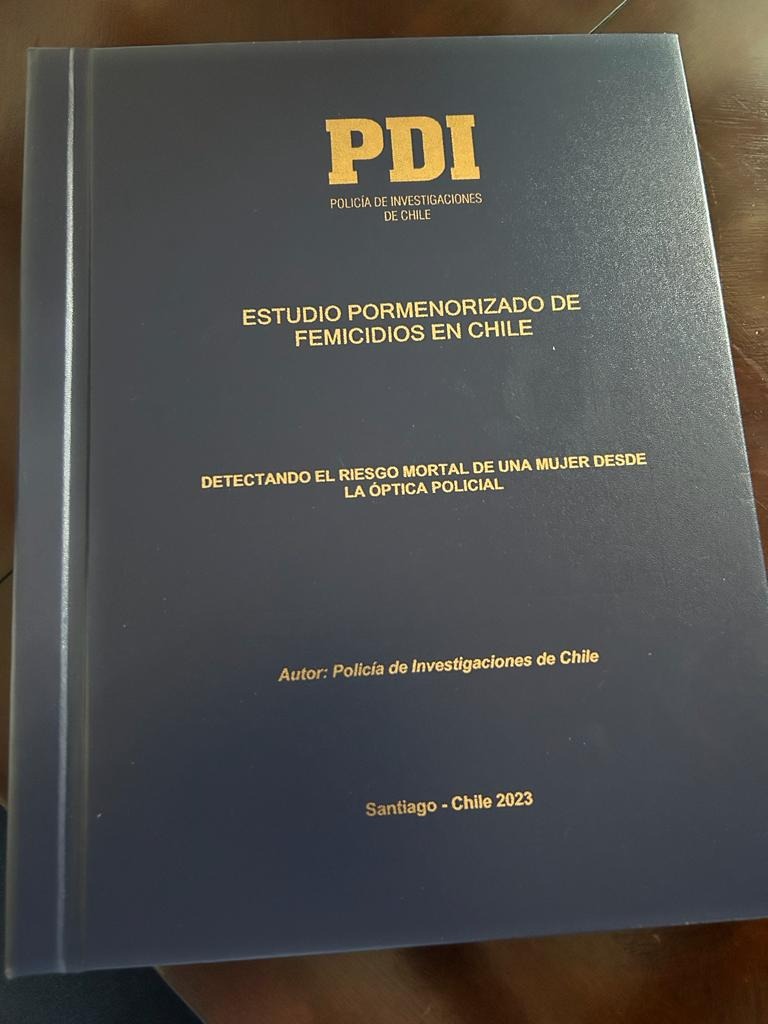 PDI
POLICÍA DE INVESTIGACIONES
DE CHILE
ESTUDIO PORMENORIZADO DE
FEMICIDIOS EN CHILE
DETECTANDO EL RIESGO MORTAL DE UNA MUJER DESDE
LA ÓPTICA POLICIAL
Autor: Policía de Investigaciones de Chile
Santiago - Chile 2023